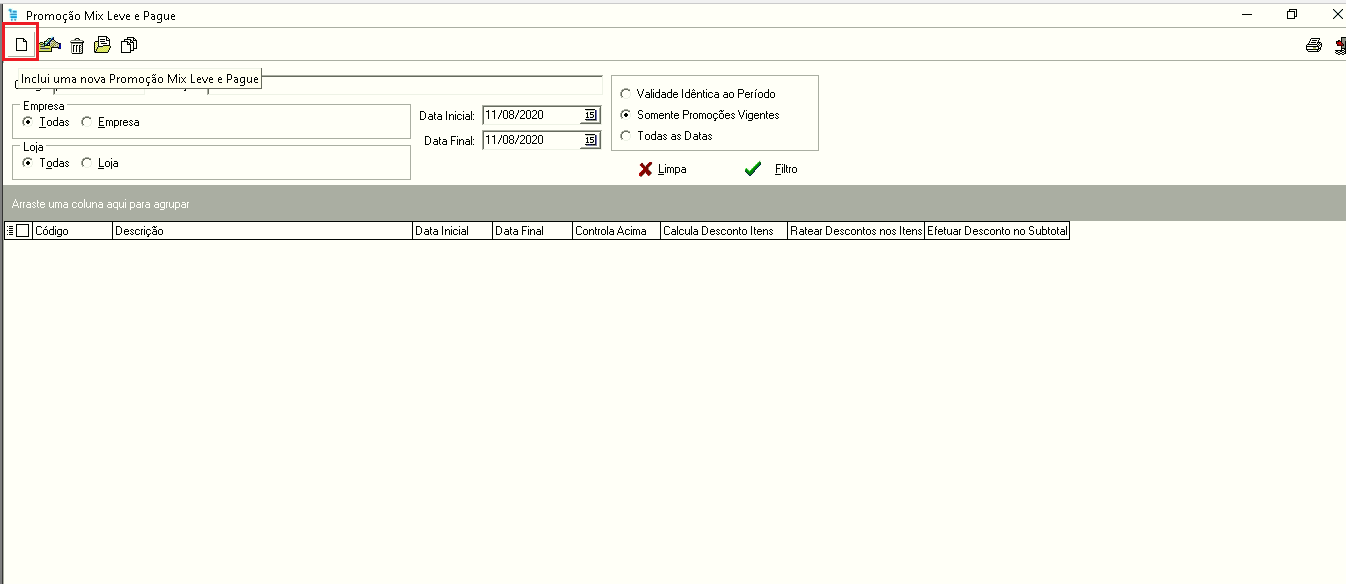 Promoção Mix Leve e Pague
Inclui uma nova Promoção Mix Leve e Pague
Empresa
Todas Empresa
Loja
Todas Loja
Data Inicial: 11/08/2020 15
Data Final: 11/08/2020 15
Validade Idêntica ao Período
Somente Promoções Vigentes
Todas as Datas
Limpa Filtro
Arraste uma coluna aqui para agrupar
Código Descrição Data Inicial Data Final Controla Acima Calcula Desconto Itens Ratear Descontos nos Itens Efetuar Desconto no Subtotal